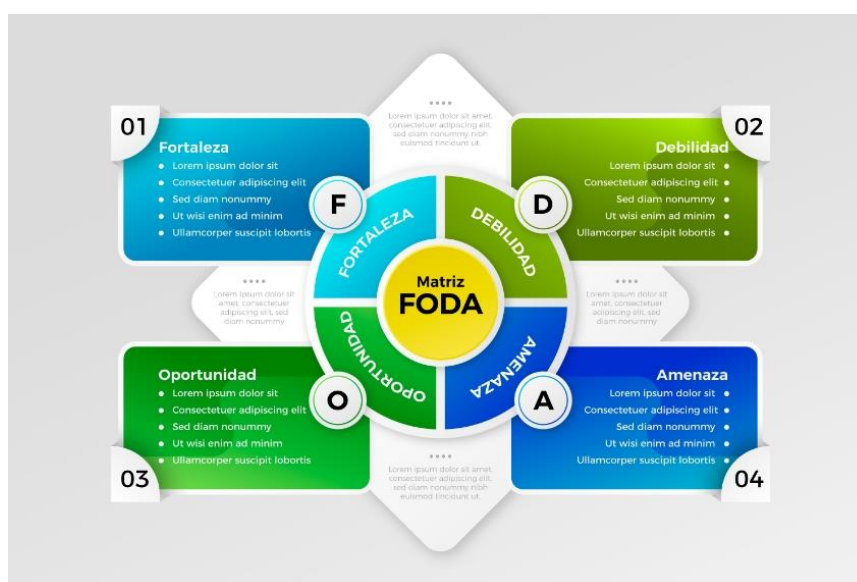 Lorem ipsum dolor sit amet,
consectetuer adipiscing elit,
sed diam nonummy nibh
euismod tincidunt ut
01
Fortaleza
Lorem ipsum dolor sit
Consectetuer adipiscing elit
Sed diam nonummy
Ut wisi enim ad minim
Ullamcorper suscipit lobortis
02
Debilidad
Lorem ipsum dolor sit
Consectetuer adipiscing elit
Sed diam nonummy
Ut wisi enim ad minim
Ullamcorper suscipit lobortis
F
D
FORTALEZA
DEBILIDAD
Matriz
FODA
OPORTUNIDAD
AMENAZA
O
A
Lorem ipsum dolor sit
amet, consectetuer
adipiscing elit, sed
diam nonummy
Lorem ipsum dolor sit
amet, consectetuer
adipiscing elit, sed
diam nonummy
Oportunidad
Lorem ipsum dolor sit
Consectetuer adipiscing elit
Sed diam nonummy
Ut wisi enim ad minim
Ullamcorper suscipit lobortis
03
Amenaza
Lorem ipsum dolor sit
Consectetuer adipiscing elit
Sed diam nonummy
Ut wisi enim ad minim
Ullamcorper suscipit lobortis
04
Lorem ipsum dolor sit amet,
consectetuer adipiscing elit,
sed diam nonummy nibh
euismod tincidunt ut